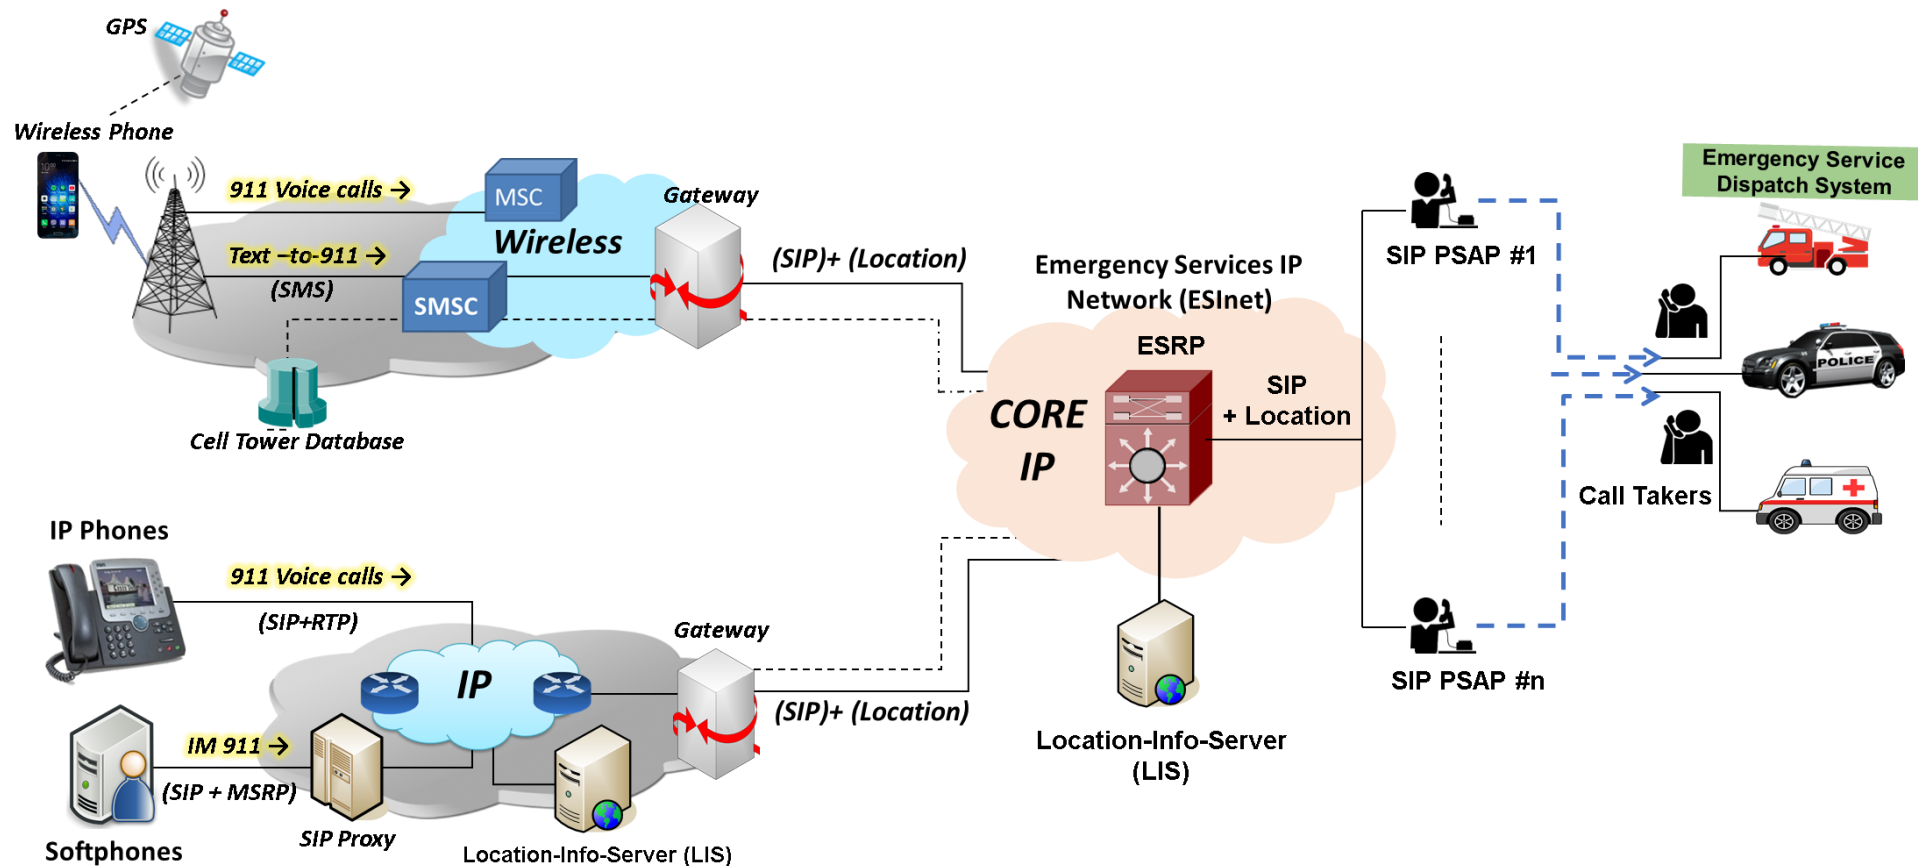 GPS
Wireless Phone
911 Voice calls →
MSC
Wireless
Gateway
Text –to-911 →
(SMS)
SMSC
(SIP)+ (Location)
Cell Tower Database
Emergency Services IP
Network (ESInet)
ESRP
CORE
IP
SIP
+ Location
SIP PSAP #1
Emergency Service
Dispatch System
POLICE
Call Takers
SIP PSAP #n
IP Phones
911 Voice calls →
(SIP+RTP)
IP
Gateway
(SIP)+ (Location)
IM 911 →
(SIP + MSRP)
SIP Proxy
Softphones
Location-Info-Server (LIS)
Location-Info-Server
(LIS)